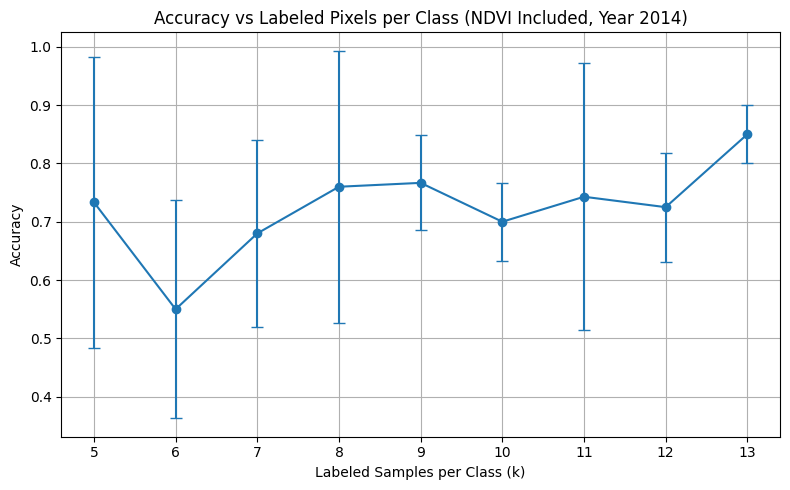 Accuracy vs Labeled Pixels per Class (NDVI Included, Year 2014)
Accuracy
1.0
0.9
0.8
0.7
0.6
0.5
0.4
5 6 7 8 9 10 11 12 13
Labeled Samples per Class (k)